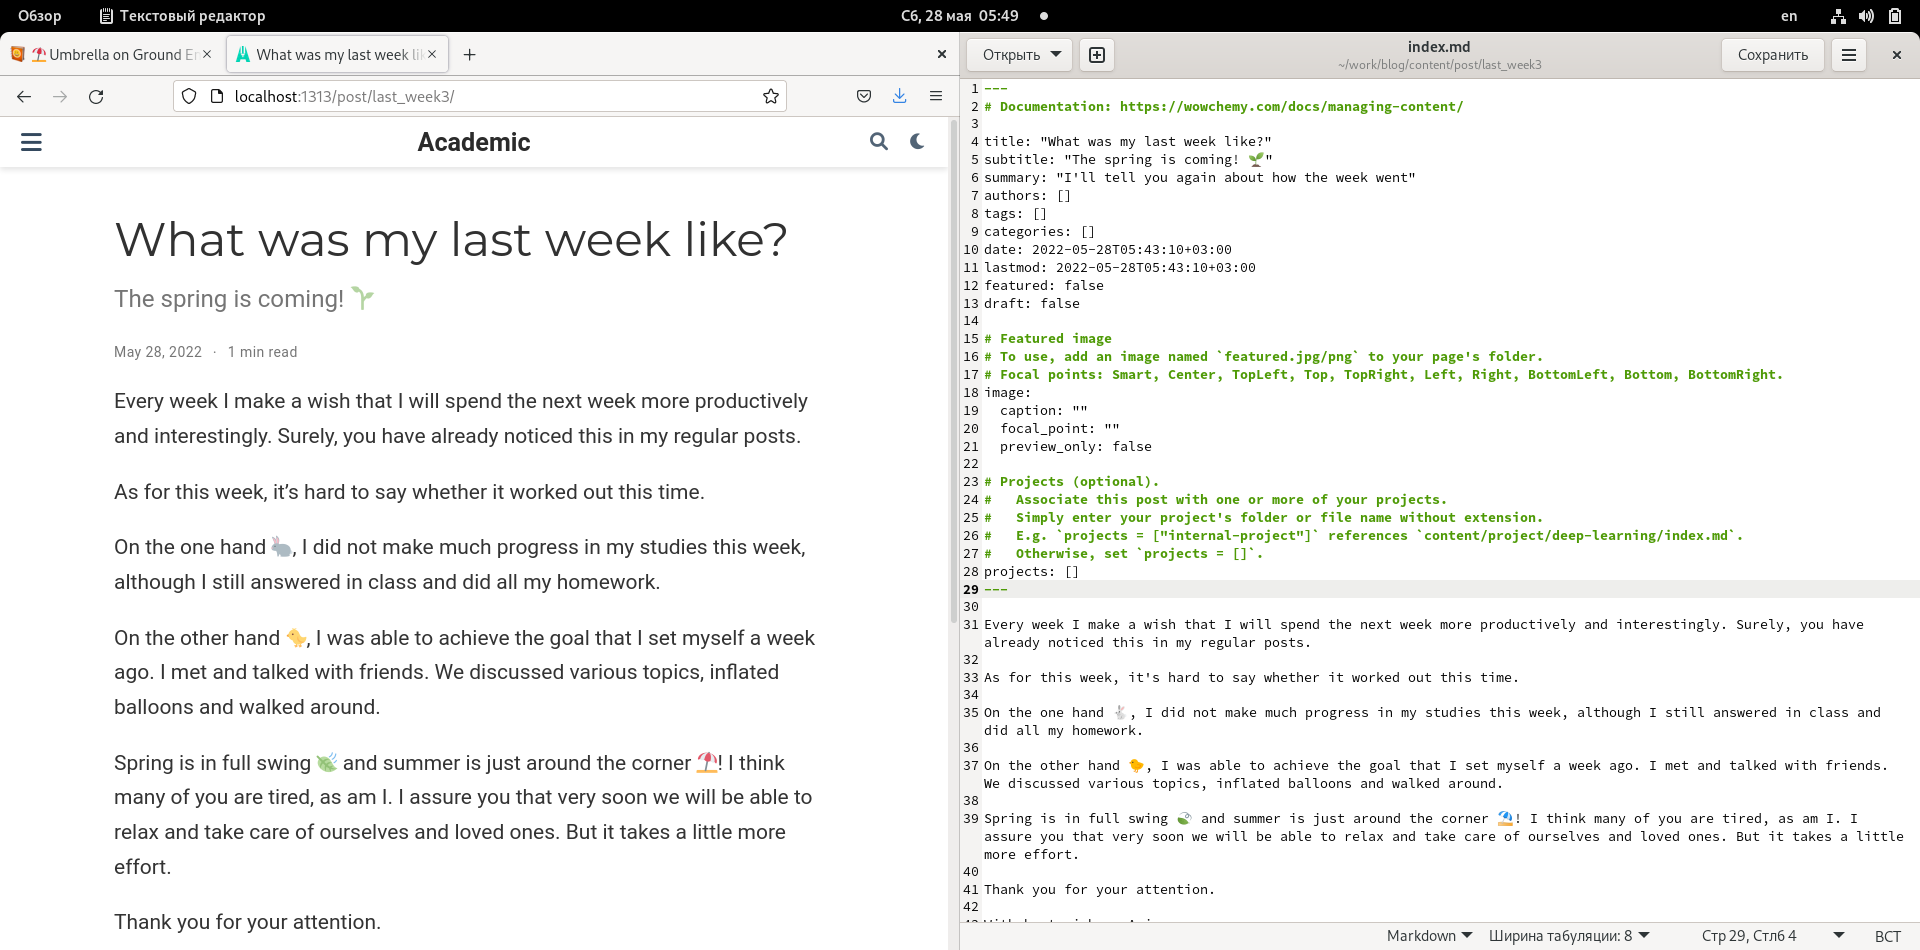 Обзор Текстовый редактор Сб, 28 мая 05:49 en
⛱️ Umbrella on Ground
What was my last week
localhost:1313/post/last_week3/
Academic
What was my last week like?
The spring is coming! 🌱
May 28, 2022 · 1 min read
Every week I make a wish that I will spend the next week more productively
and interestingly. Surely, you have already noticed this in my regular posts.
As for this week, it’s hard to say whether it worked out this time.
On the one hand 🐇, I did not make much progress in my studies this week,
although I still answered in class and did all my homework.
On the other hand 🐤, I was able to achieve the goal that I set myself a week
ago. I met and talked with friends. We discussed various topics, inflated
balloons and walked around.
Spring is in full swing 🍃 and summer is just around the corner ⛱️! I think
many of you are tired, as am I. I assure you that very soon we will be able to
relax and take care of ourselves and loved ones. But it takes a little more
effort.
Thank you for your attention.
Открыть
index.md
~/work/blog/content/post/last_week3
Сохранить
1 ---
2 # Documentation: https://wowchemy.com/docs/managing-content/
3
4 title: "What was my last week like?"
5 subtitle: "The spring is coming! 🌱"
6 summary: "I'll tell you again about how the week went"
7 authors: []
8 tags: []
9 categories: []
10 date: 2022-05-28T05:43:10+03:00
11 lastmod: 2022-05-28T05:43:10+03:00
12 featured: false
13 draft: false
14
15 # Featured image
16 # To use, add an image named `featured.jpg/png` to your page's folder.
17 # Focal points: Smart, Center, TopLeft, Top, TopRight, Left, Right, BottomLeft, Bottom, BottomRight.
18 image:
19   caption: ""
20   focal_point: ""
21   preview_only: false
22
23 # Projects (optional).
24 #   Associate this post with one or more of your projects.
25 #   Simply enter your project's folder or file name without extension.
26 #   E.g. `projects = ["internal-project"]` references `content/project/deep-learning/index.md`.
27 #   Otherwise, set `projects = []`.
28 projects: []
29 ---
30
31 Every week I make a wish that I will spend the next week more productively and interestingly. Surely, you have
already noticed this in my regular posts.
32
33 As for this week, it's hard to say whether it worked out this time.
34
35 On the one hand 🐇, I did not make much progress in my studies this week, although I still answered in class and
did all my homework.
36
37 On the other hand 🐤, I was able to achieve the goal that I set myself a week ago. I met and talked with friends.
We discussed various topics, inflated balloons and walked around.
38
39 Spring is in full swing 🍃 and summer is just around the corner ⛱️! I think many of you are tired, as am I. I
assure you that very soon we will be able to relax and take care of ourselves and loved ones. But it takes a little
more effort.
40
41 Thank you for your attention.
42
Markdown Ширина табуляции: 8 Стр 29, Стлб 4 ВСТ